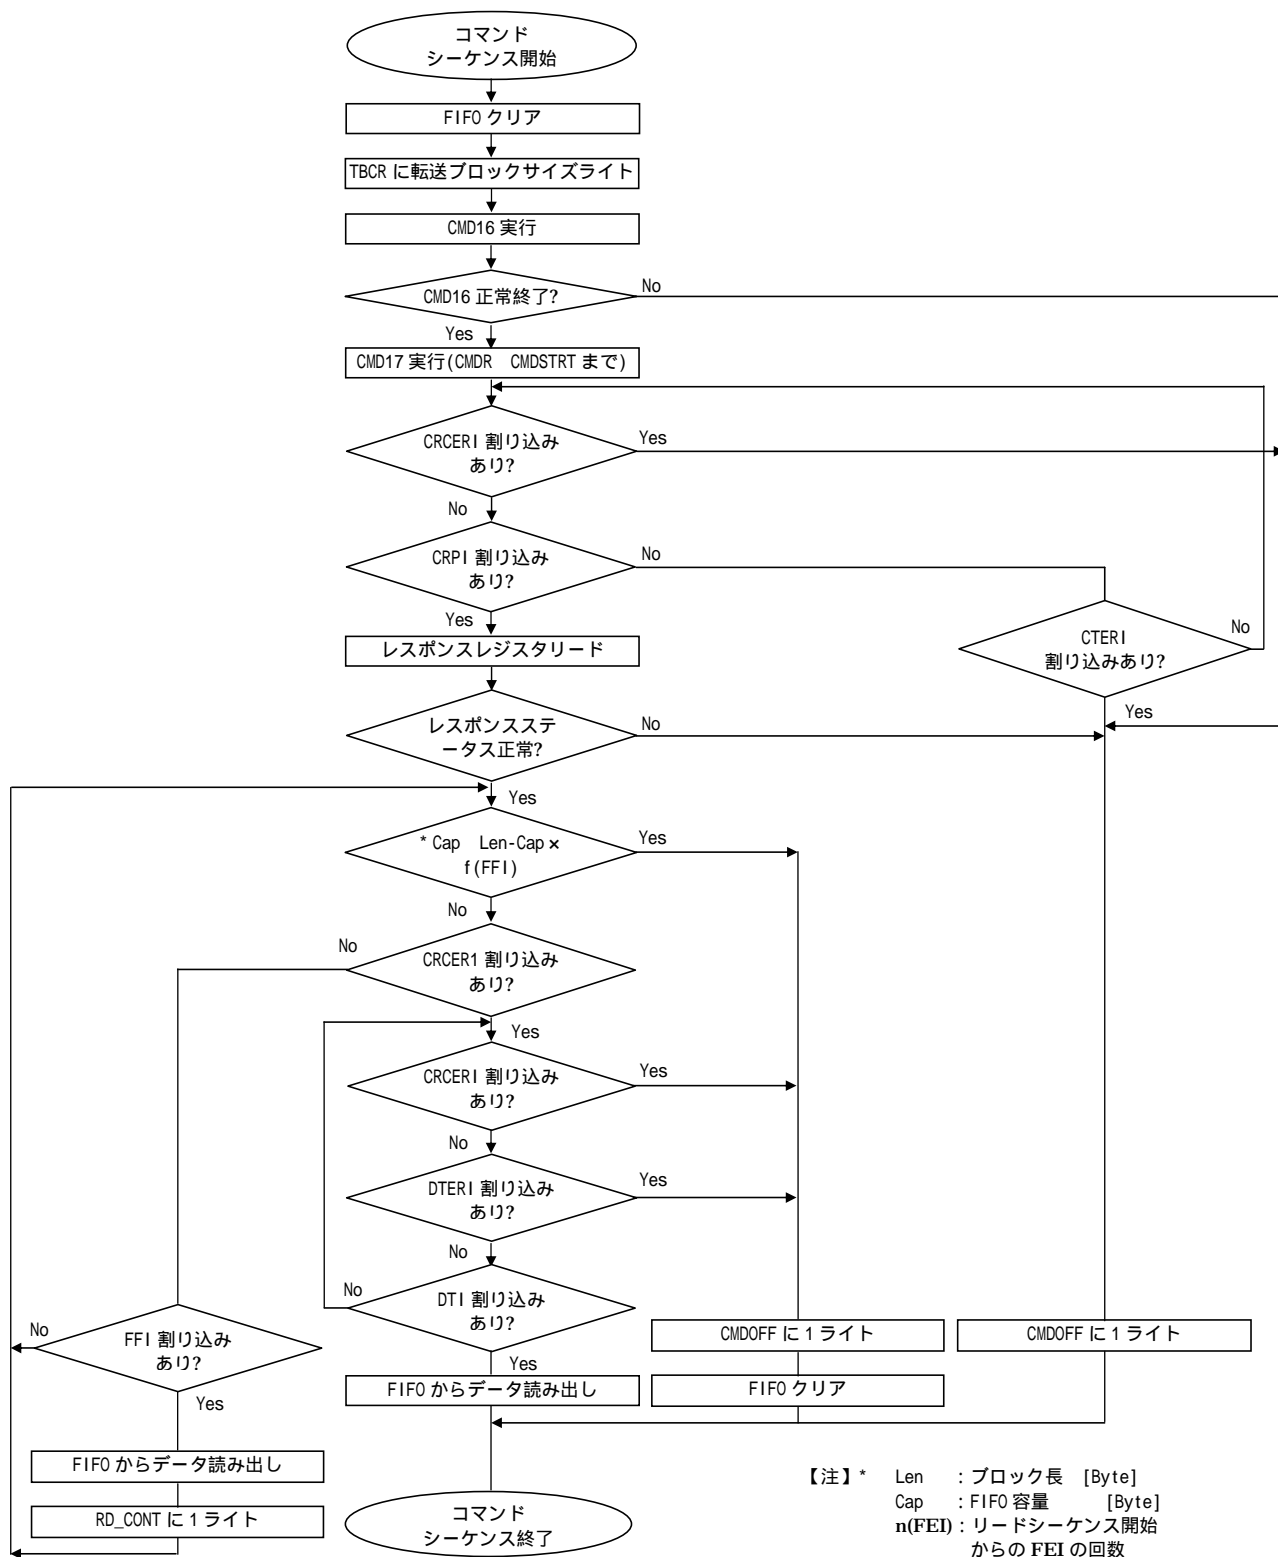 コマンド
シーケンス開始
FIFO クリア
TBCR に転送ブロックサイズライト
CMD16 実行
CMD16 正常終了?
No
Yes
CMD17 実行(CMDR CMDSTRT まで)
CRCERI 割り込み
あり?
Yes
No
CRPI 割り込み
あり?
No
Yes
CTERI
割り込みあり?
No
Yes
レスポンスレジスタリード
レスポンスステ
ータス正常?
No
Yes
* Cap Len-Cap×
f(FFI)
Yes
No
CRCER1 割り込み
あり?
No
Yes
CRCERI 割り込み
あり?
Yes
No
DTERI 割り込み
あり?
Yes
No
DTI 割り込み
あり?
No
Yes
FFI 割り込み
あり?
No
Yes
CMDOFF に 1 ライト
CMDOFF に 1 ライト
FIFO からデータ読み出し
FIFO クリア
FIFO からデータ読み出し
RD_CONT に 1 ライト
コマンド
シーケンス終了
【注】* Len : ブロック長 [Byte]
Cap : FIFO 容量 [Byte]
n(FEI) : リードシーケンス開始
からの FEI の回数